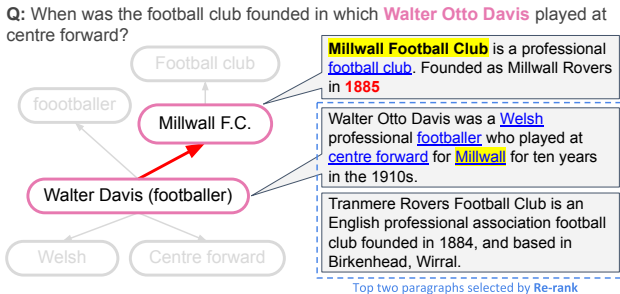 Q: When was the football club founded in which Walter Otto Davis played at
centre forward?
Football club
foootballer
Millwall F.C.
Walter Davis (footballer)
Welsh
Centre forward
Millwall Football Club is a professional
football club. Founded as Millwall Rovers
in 1885
Walter Otto Davis was a Welsh
professional footballer who played at
centre forward for Millwall for ten years
in the 1910s.
Tranmere Rovers Football Club is an
English professional association football
club founded in 1884, and based in
Birkenhead, Wirral.
Top two paragraphs selected by Re-rank